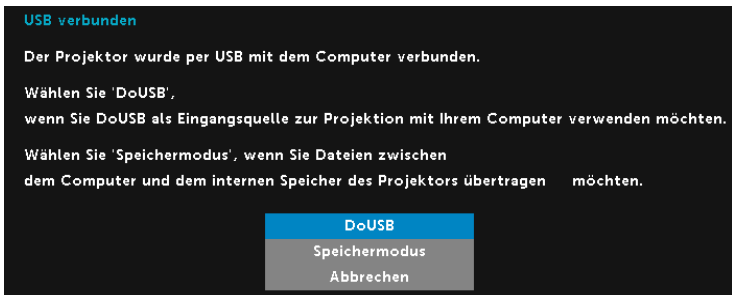 USB verbunden
Der Projektor wurde per USB mit dem Computer verbunden.
Wählen Sie 'DoUSB',
wenn Sie DoUSB als Eingangsquelle zur Projektion mit Ihrem Computer verwenden möchten.
Wählen Sie 'Speichermodus', wenn Sie Dateien zwischen
dem Computer und dem internen Speicher des Projektors übertragen möchten.
DoUSB
Speichermodus
Abbrechen